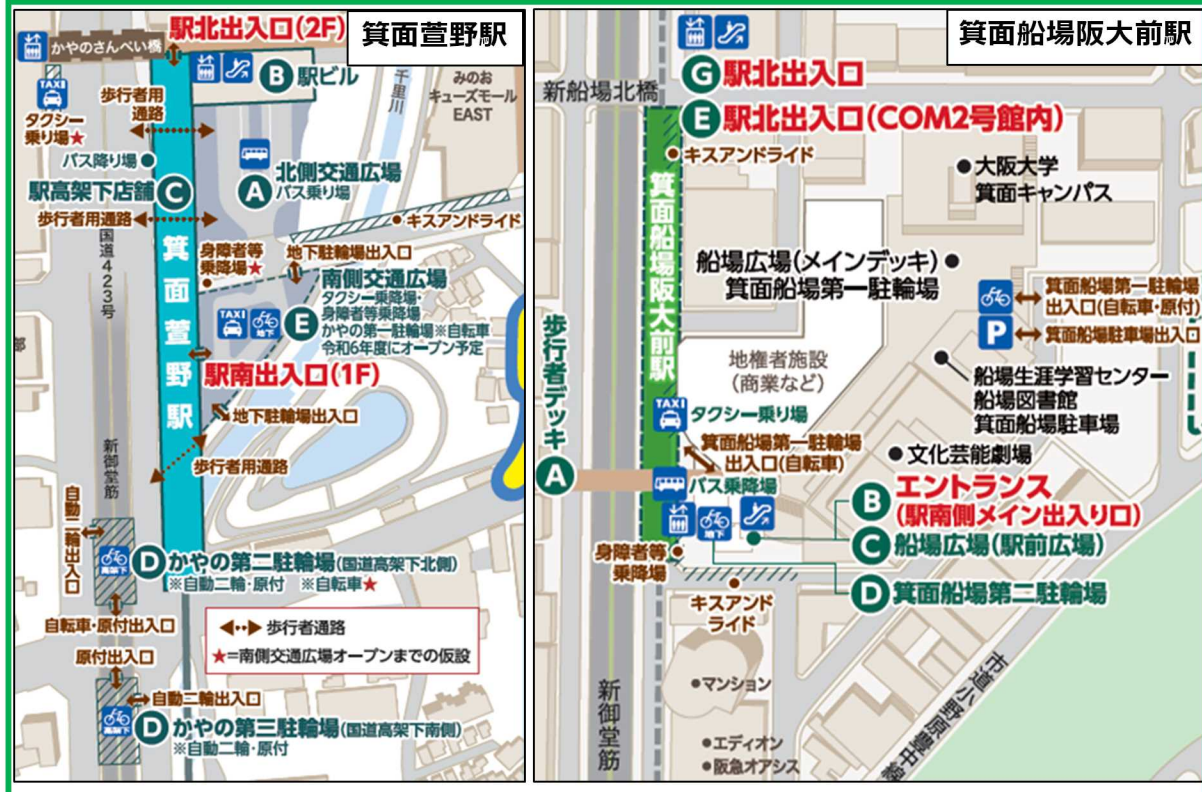 箕面萱野駅
駅北出入口(2F)
かやのさんぺい橋
TAXI
タクシー
乗り場★
歩行者用
通路
B 駅ビル
千里川
みのお
キューズモール
EAST
バス降り場
北側交通広場
A バス乗り場
駅高架下店舗 C
歩行者用通路
キスアンドライド
国道423号
身障者等
乗降場★
地下駐輪場出入口
南側交通広場
タクシー乗降場・
身障者等乗降場
かやの第一駐輪場※自転車
令和6年度にオープン予定
TAXI
地下
E
部
箕面萱野駅
駅南出入口(1F)
地下駐輪場出入口
歩行者用通路
新御堂筋
自動二輪出入口
高架下
D かやの第二駐輪場(国道高架下北側)
※自動二輪・原付 ※自転車★
自転車・原付出入口
原付出入口
歩行者通路
★=南側交通広場オープンまでの仮設
自動二輪出入口
高架下
D かやの第三駐輪場(国道高架下南側)
※自動二輪・原付
箕面船場阪大前駅
G 駅北出入口
新船場北橋
E 駅北出入口(COM2号館内)
キスアンドライド
大阪大学
箕面キャンパス
箕面船場阪大前駅
船場広場(メインデッキ)
箕面船場第一駐輪場
箕面船場第一駐輪場
出入口(自転車・原付)
P
箕面船場駐車場出入口
地権者施設
(商業など)
船場生涯学習センター
船場図書館
箕面船場駐車場
歩行者デッキ
A
TAXI
タクシー乗り場
箕面船場第一駐輪場
出入口(自転車)
文化芸能劇場
バス乗降場
B エントランス
(駅南側メイン出入り口)
地下
C 船場広場(駅前広場)
身障者等
乗降場
D 箕面船場第二駐輪場
キスアンド
ライド
マンション
新御堂筋
エディオン
阪急オアシス
市道小野原豊中線